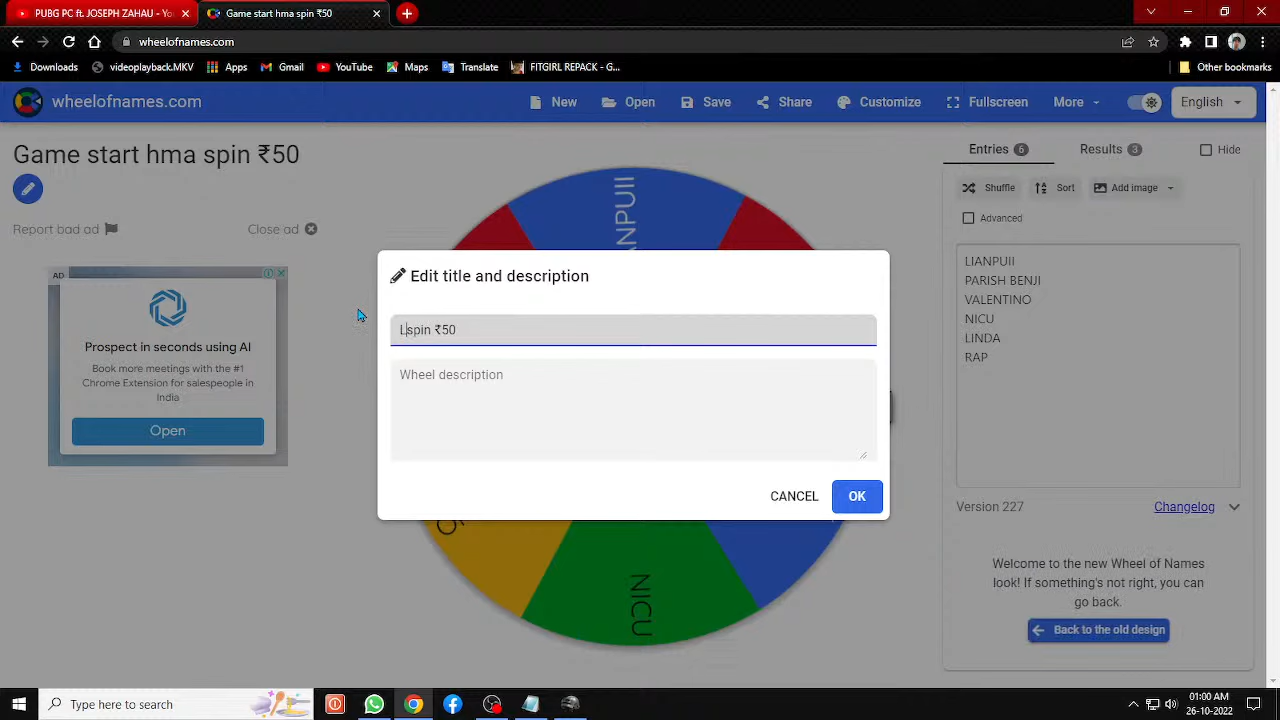 PUBG PC ft. JOSEPH ZAHAU - Yo
Game start hma spin ₹50
wheelofnames.com
Downloads
videoplayback.MKV
Apps
Gmail
YouTube
Maps
Translate
FITGIRL REPACK - G...
Other bookmarks
wheelofnames.com
New
Open
Save
Share
Customize
Fullscreen
More
English
Game start hma spin ₹50
Report bad ad
Close ad
AD
Prospect in seconds using AI
Book more meetings with the #1
Chrome Extension for salespeople in
India
Open
Edit title and description
Lspin ₹50
Wheel description
CANCEL
OK
NICU
Entries 6
Results 3
Hide
Shuffle
Sort
Add image
Advanced
LIANPUII
PARISH BENJI
VALENTINO
NICU
LINDA
RAP
Version 227
Changelog
Welcome to the new Wheel of Names
look! If something's not right, you can
go back.
Back to the old design
Type here to search
01:00 AM
26-10-2022